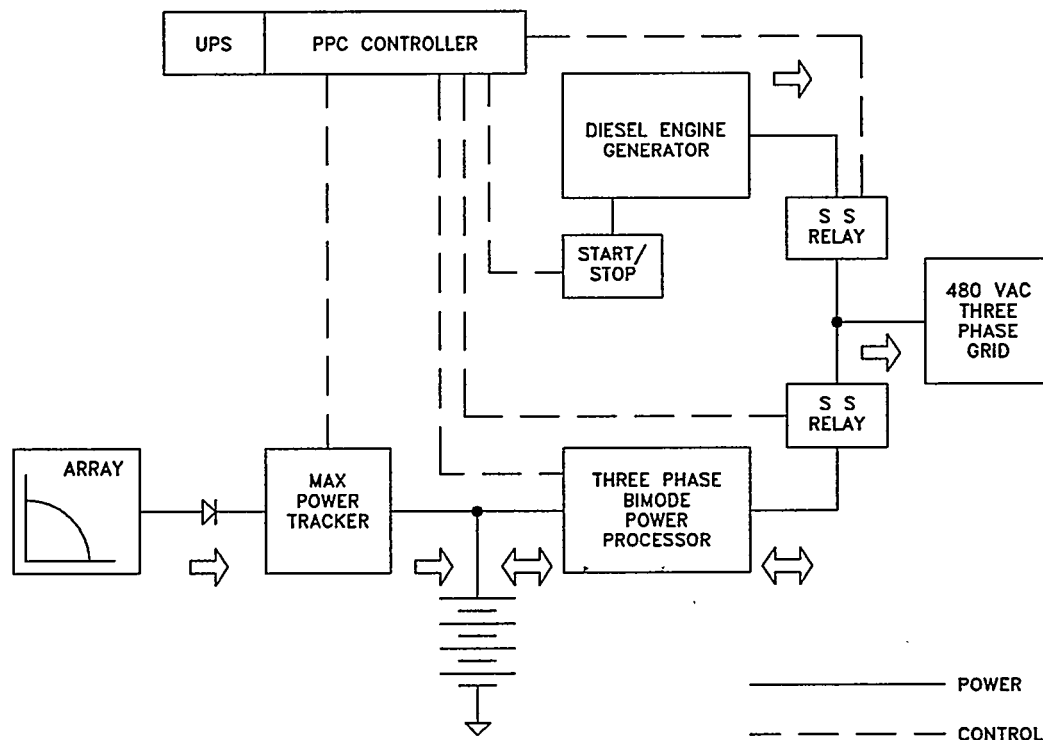 UPS
PPC CONTROLLER
DIESEL ENGINE
GENERATOR
S S
RELAY
START/
STOP
480 VAC
THREE
PHASE
GRID
S S
RELAY
ARRAY
MAX
POWER
TRACKER
THREE PHASE
BIMODE
POWER
PROCESSOR
POWER
CONTROL